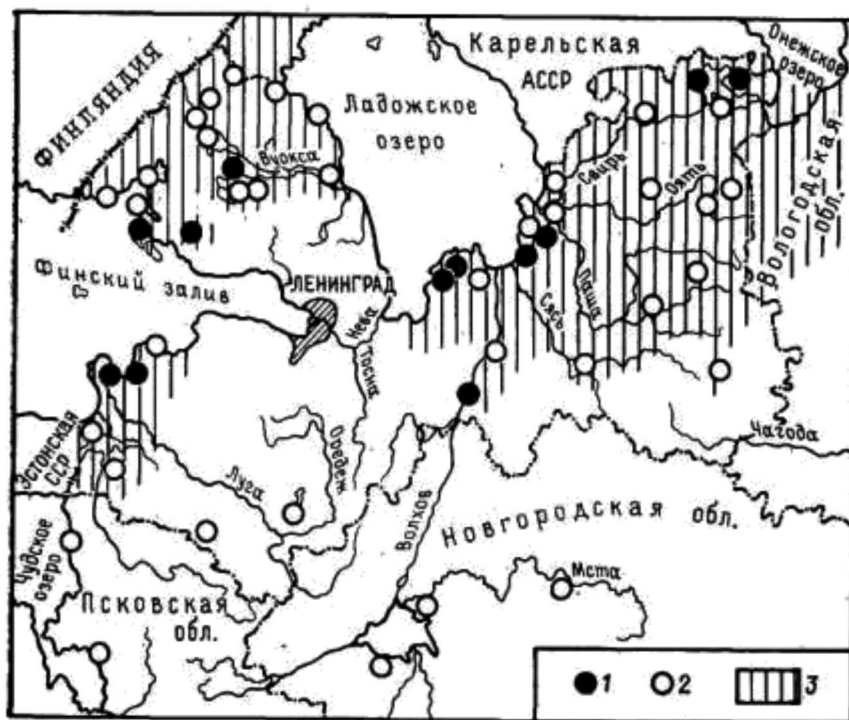 ФИНЛЯНДИЯ
Карельская
АССР
Онежское
озеро
Ладожское
озеро
Вуокса
Свирь
Оять
Вологодская
обл.
Финский залив
ЛЕНИНГРАД
Нева
Тосна
Сясь
Паша
Эстонская
ССР
Луга
Оредеж
Волхов
Чагода
Новгородская обл.
Чудское
озеро
Псковская
обл.
Мста
1 2 3